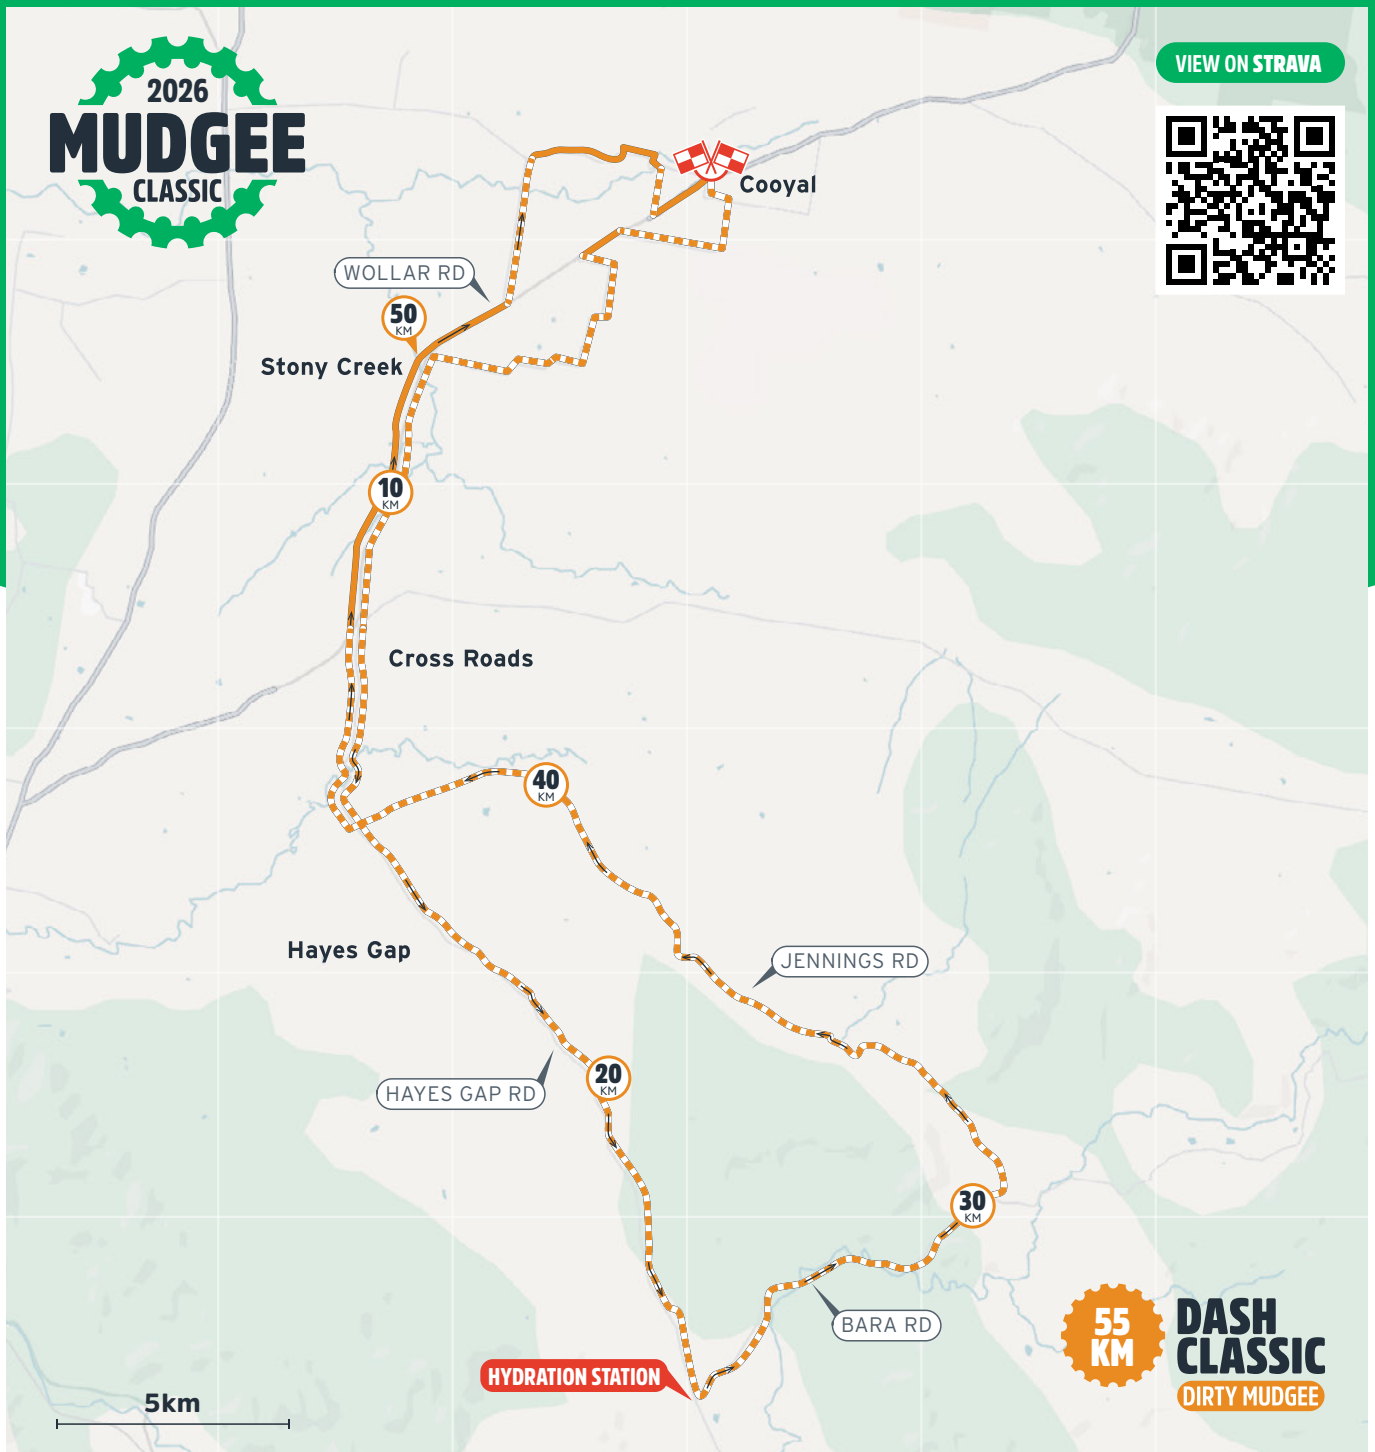 2026
MUDGEE
CLASSIC
VIEW ON STRAVA
Cooyal
WOLLAR RD
50
KM
Stony Creek
10
KM
Cross Roads
40
KM
Hayes Gap
JENNINGS RD
HAYES GAP RD
20
KM
30
KM
BARA RD
HYDRATION STATION
55
KM
DASH
CLASSIC
DIRTY MUDGEE
5km